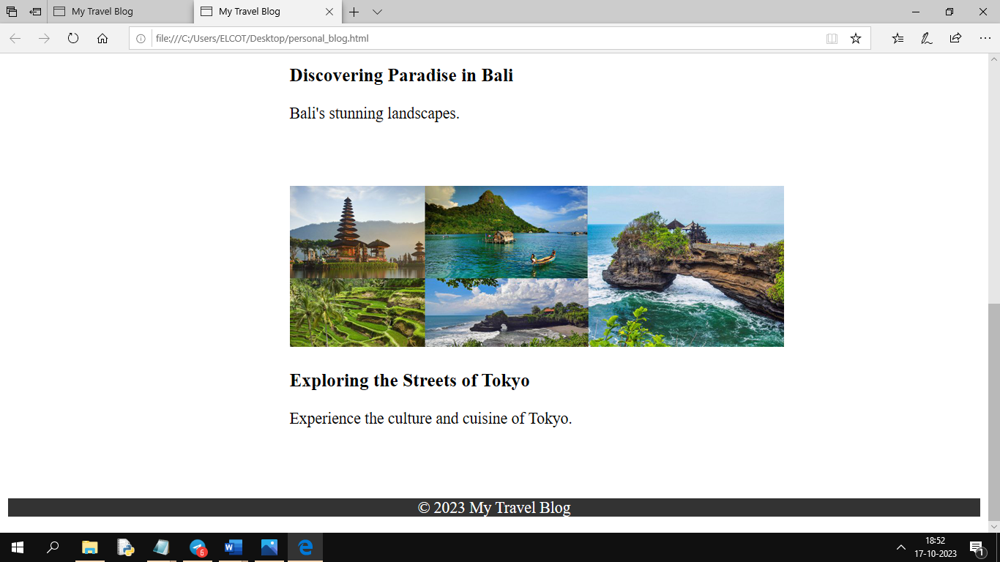 My Travel Blog
My Travel Blog
file:///C:/Users/ELCOT/Desktop/personal_blog.html
Discovering Paradise in Bali
Bali's stunning landscapes.
Exploring the Streets of Tokyo
Experience the culture and cuisine of Tokyo.
© 2023 My Travel Blog
6
W
18:52
17-10-2023
1